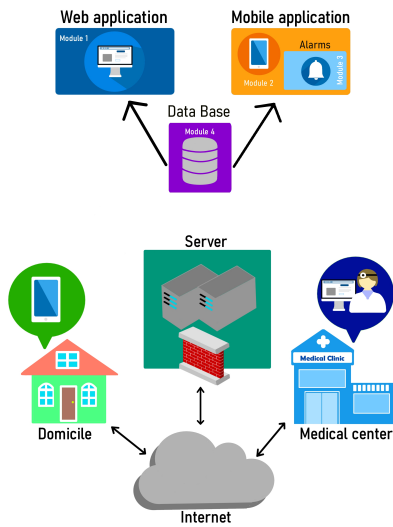 Web application
Mobile application
Module 1
Alarms
Module 2
Module 3
Data Base
Module 4
Server
Medical Clinic
Domicile
Medical center
Internet